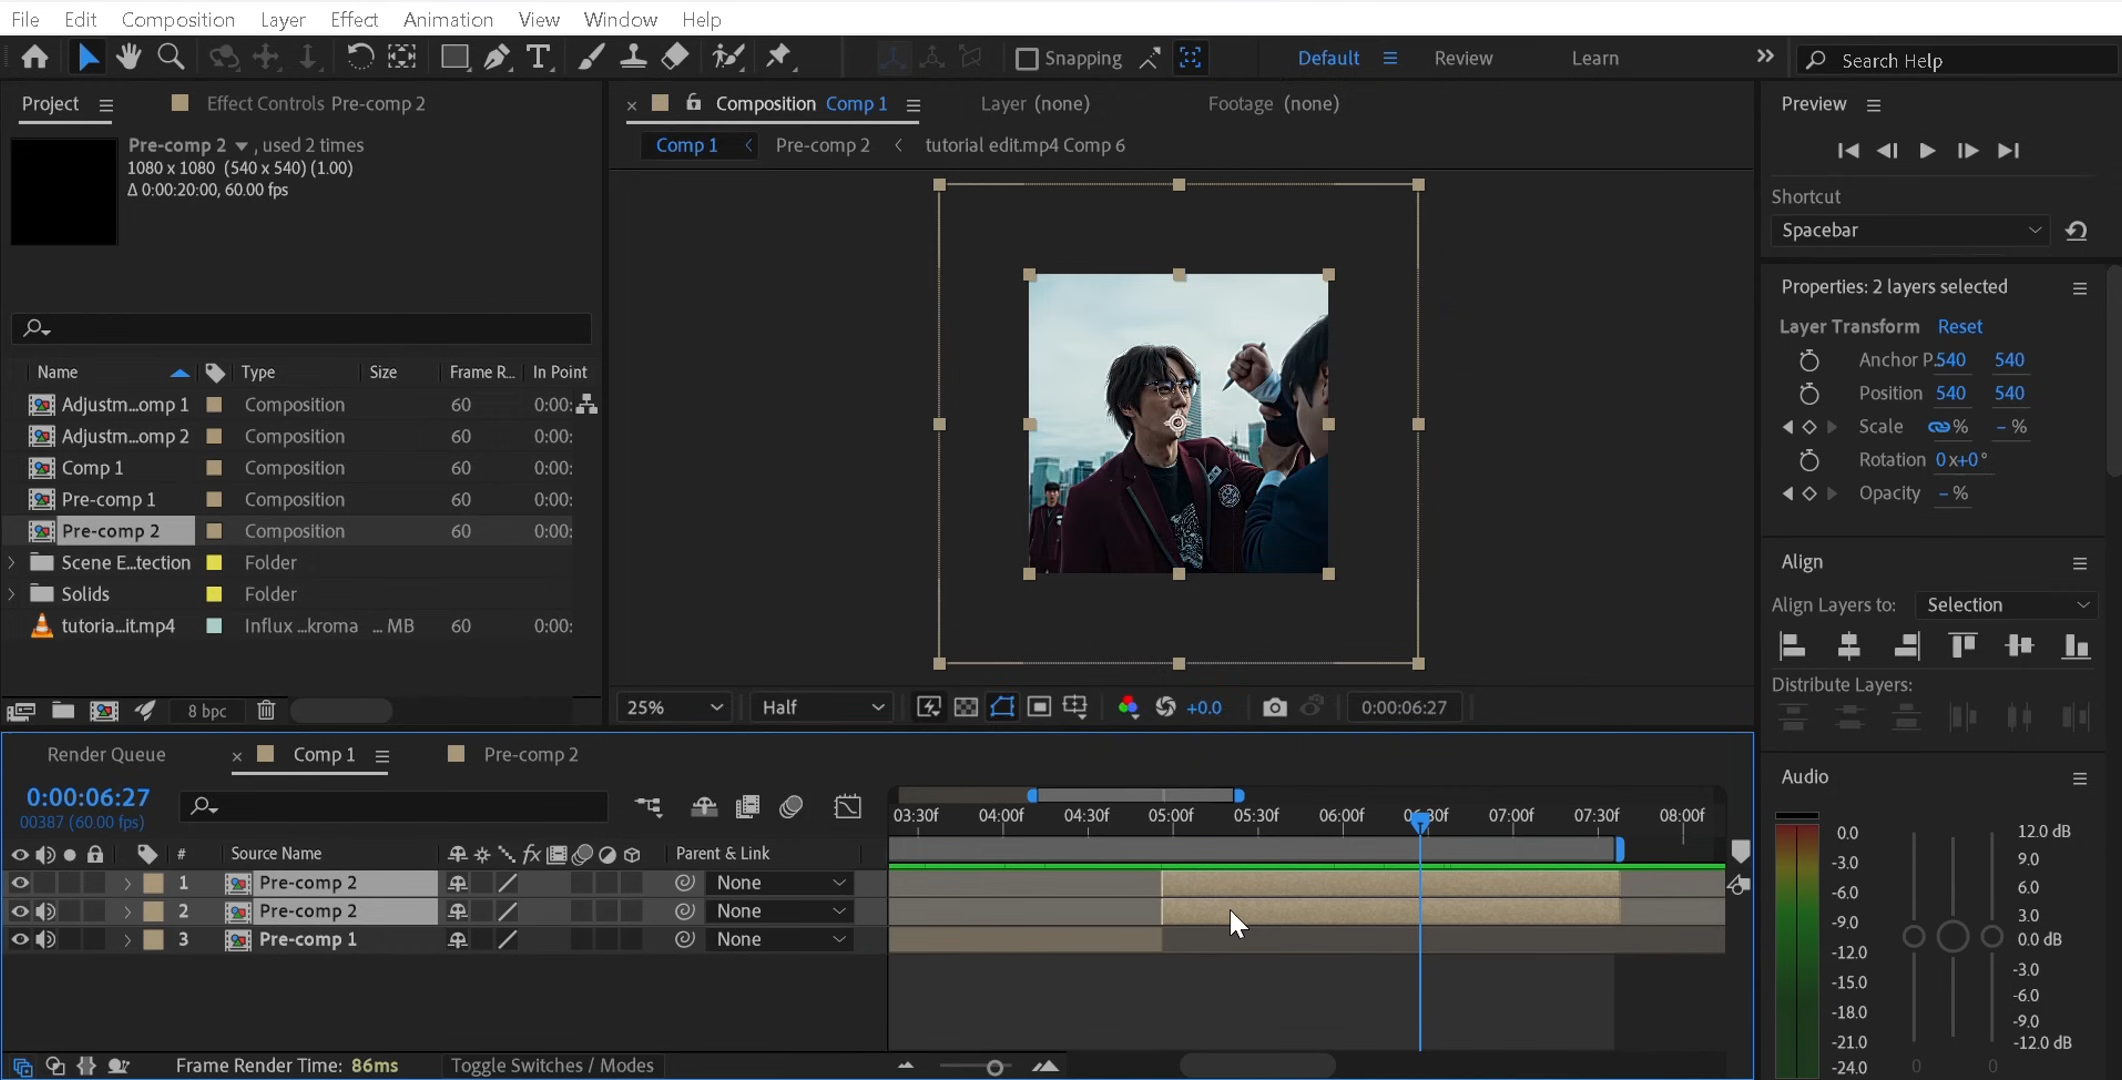 File Edit Composition Layer Effect Animation View Window Help
Snapping Default Review Learn Search Help
Project Effect Controls Pre-comp 2
Pre-comp 2 , used 2 times
1080 x 1080 (540 x 540) (1.00)
Δ 0:00:20:00, 60.00 fps
Name Type Size Frame R... In Point
Adjustm...omp 1 Composition 60 0:00:
Adjustm...omp 2 Composition 60 0:00:
Comp 1 Composition 60 0:00:
Pre-comp 1 Composition 60 0:00:
Pre-comp 2 Composition 60 0:00:
Scene E...tection Folder
Solids Folder
tutoria...it.mp4 Influx ...kroma ... MB 60 0:00:
8 bpc
Composition Comp 1 Layer (none) Footage (none)
Comp 1 Pre-comp 2 tutorial edit.mp4 Comp 6
25% Half +0.0 0:00:06:27
Preview
Shortcut
Spacebar
Properties: 2 layers selected
Layer Transform Reset
Anchor P... 540 540
Position 540 540
Scale % – %
Rotation 0x+0°
Opacity – %
Align
Align Layers to: Selection
Distribute Layers:
Audio
0.0 12.0 dB
-3.0 9.0
-6.0 6.0
-9.0 3.0
-12.0 0.0 dB
-15.0 -3.0
-18.0 -6.0
-21.0 -9.0
-24.0 -12.0 dB
0 0
Render Queue Comp 1 Pre-comp 2
0:00:06:27
00387 (60.00 fps)
03:30f 04:00f 04:30f 05:00f 05:30f 06:00f 30f 07:00f 07:30f 08:00f
# Source Name fx Parent & Link
1 Pre-comp 2 None
2 Pre-comp 2 None
3 Pre-comp 1 None
Frame Render Time: 86ms Toggle Switches / Modes